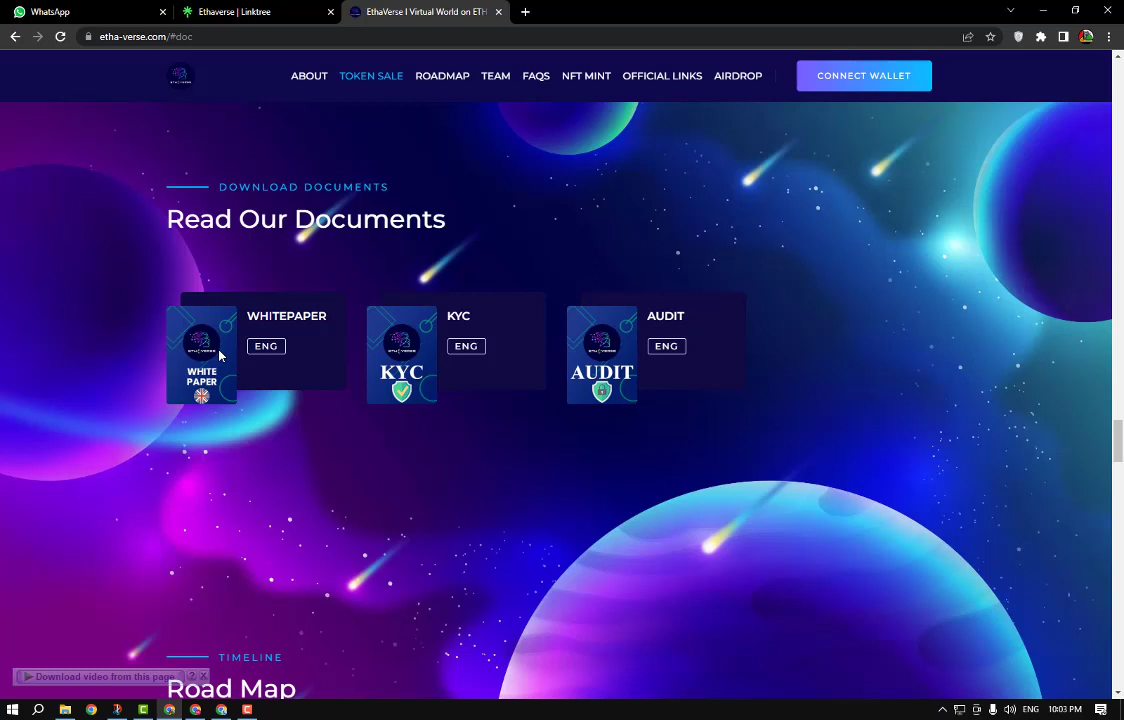 WhatsApp
Ethaverse | Linktree
EthaVerse I Virtual World on ETH
etha-verse.com/#doc
ABOUT TOKEN SALE ROADMAP TEAM FAQS NFT MINT OFFICIAL LINKS AIRDROP CONNECT WALLET
DOWNLOAD DOCUMENTS
Read Our Documents
WHITEPAPER
ENG
WHITE
PAPER
KYC
ENG
KYC
AUDIT
ENG
AUDIT
TIMELINE
Road Map
Download video from this page ? X
ENG 10:03 PM